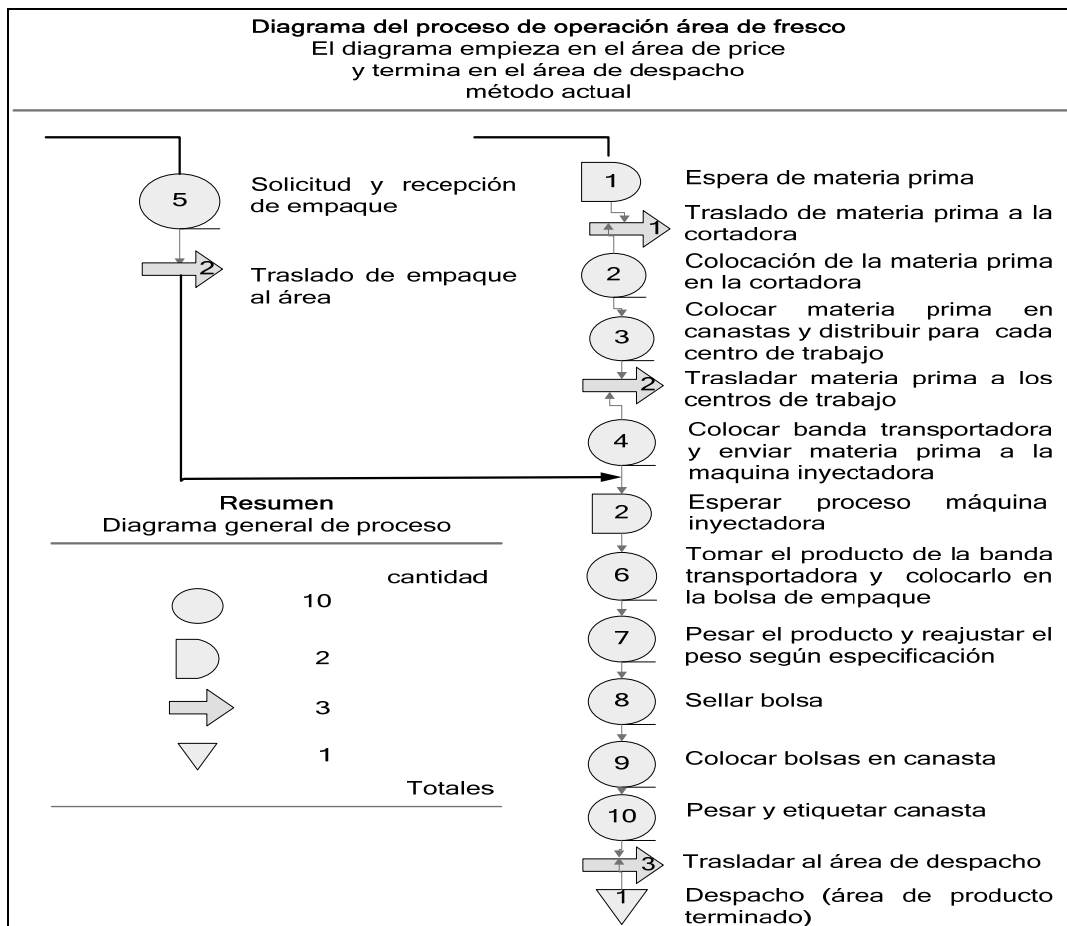 Diagrama del proceso de operación área de fresco
El diagrama empieza en el área de price
y termina en el área de despacho
método actual
5
Solicitud y recepción
de empaque
2
Traslado de empaque
al área
1
Espera de materia prima
1
Traslado de materia prima a la
cortadora
2
Colocación de la materia prima
en la cortadora
3
Colocar materia prima en
canastas y distribuir para cada
centro de trabajo
2
Trasladar materia prima a los
centros de trabajo
4
Colocar banda transportadora
y enviar materia prima a la
maquina inyectadora
2
Esperar proceso máquina
inyectadora
6
Tomar el producto de la banda
transportadora y colocarlo en
la bolsa de empaque
7
Pesar el producto y reajustar el
peso según especificación
8
Sellar bolsa
9
Colocar bolsas en canasta
10
Pesar y etiquetar canasta
3
Trasladar al área de despacho
1
Despacho (área de producto
terminado)
Resumen
Diagrama general de proceso
cantidad
10
2
3
1
Totales